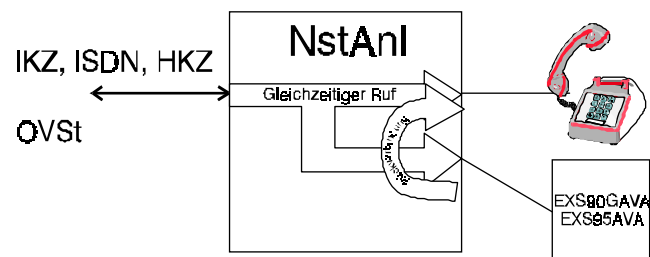 NstAnl
IKZ, ISDN, HKZ
Gleichzeitiger Ruf
OVSt
EXS90GAVA
EXS95AVA